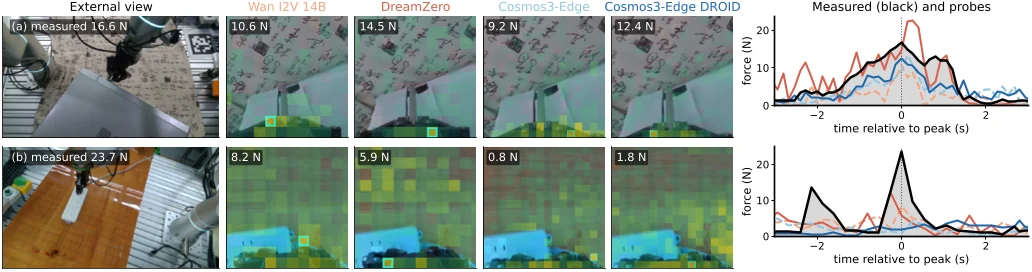 External view Wan I2V 14B DreamZero Cosmos3-Edge Cosmos3-Edge DROID Measured (black) and probes
(a) measured 16.6 N 10.6 N 14.5 N 9.2 N 12.4 N
force (N)
20
10
0
−2 0 2
time relative to peak (s)
(b) measured 23.7 N 8.2 N 5.9 N 0.8 N 1.8 N
force (N)
20
10
0
−2 0 2
time relative to peak (s)